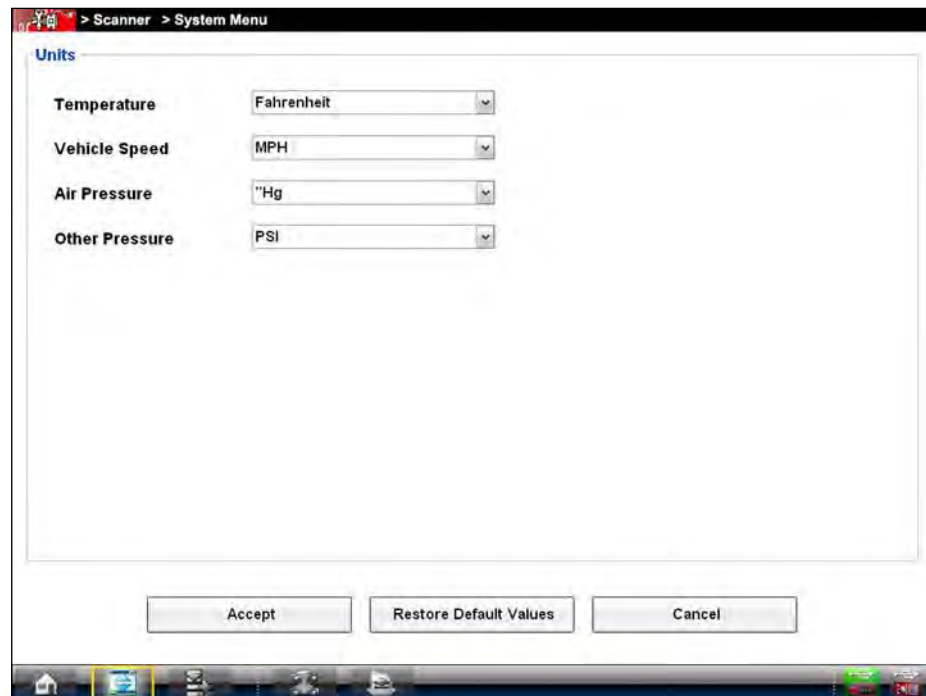 > Scanner > System Menu
Units
Temperature Fahrenheit
Vehicle Speed MPH
Air Pressure "Hg
Other Pressure PSI
Accept Restore Default Values Cancel